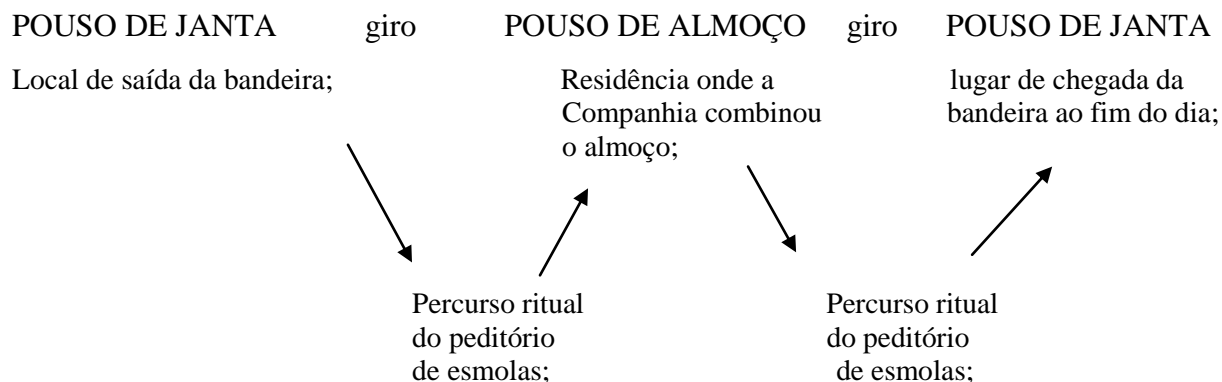 POUSO DE JANTA giro POUSO DE ALMOÇO giro POUSO DE JANTA
Local de saída da bandeira;
Residência onde a
Companhia combinou
o almoço;
lugar de chegada da
bandeira ao fim do dia;
Percurso ritual
do peditório
de esmolas;
Percurso ritual
do peditório
de esmolas;